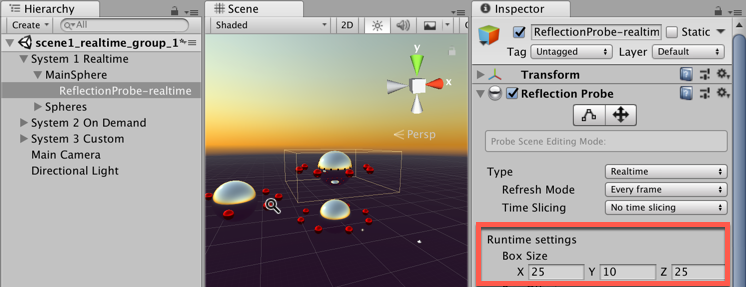 Hierarchy
Create
All
scene1_realtime_group_1*
System 1 Realtime
MainSphere
ReflectionProbe-realtime
Spheres
System 2 On Demand
System 3 Custom
Main Camera
Directional Light
Scene
Shaded
2D
y
x
Persp
Inspector
ReflectionProbe-realtim
Static
Tag Untagged Layer Default
Transform
Reflection Probe
Probe Scene Editing Mode:
Type Realtime
Refresh Mode Every frame
Time Slicing No time slicing
Runtime settings
Box Size
X 25 Y 10 Z 25